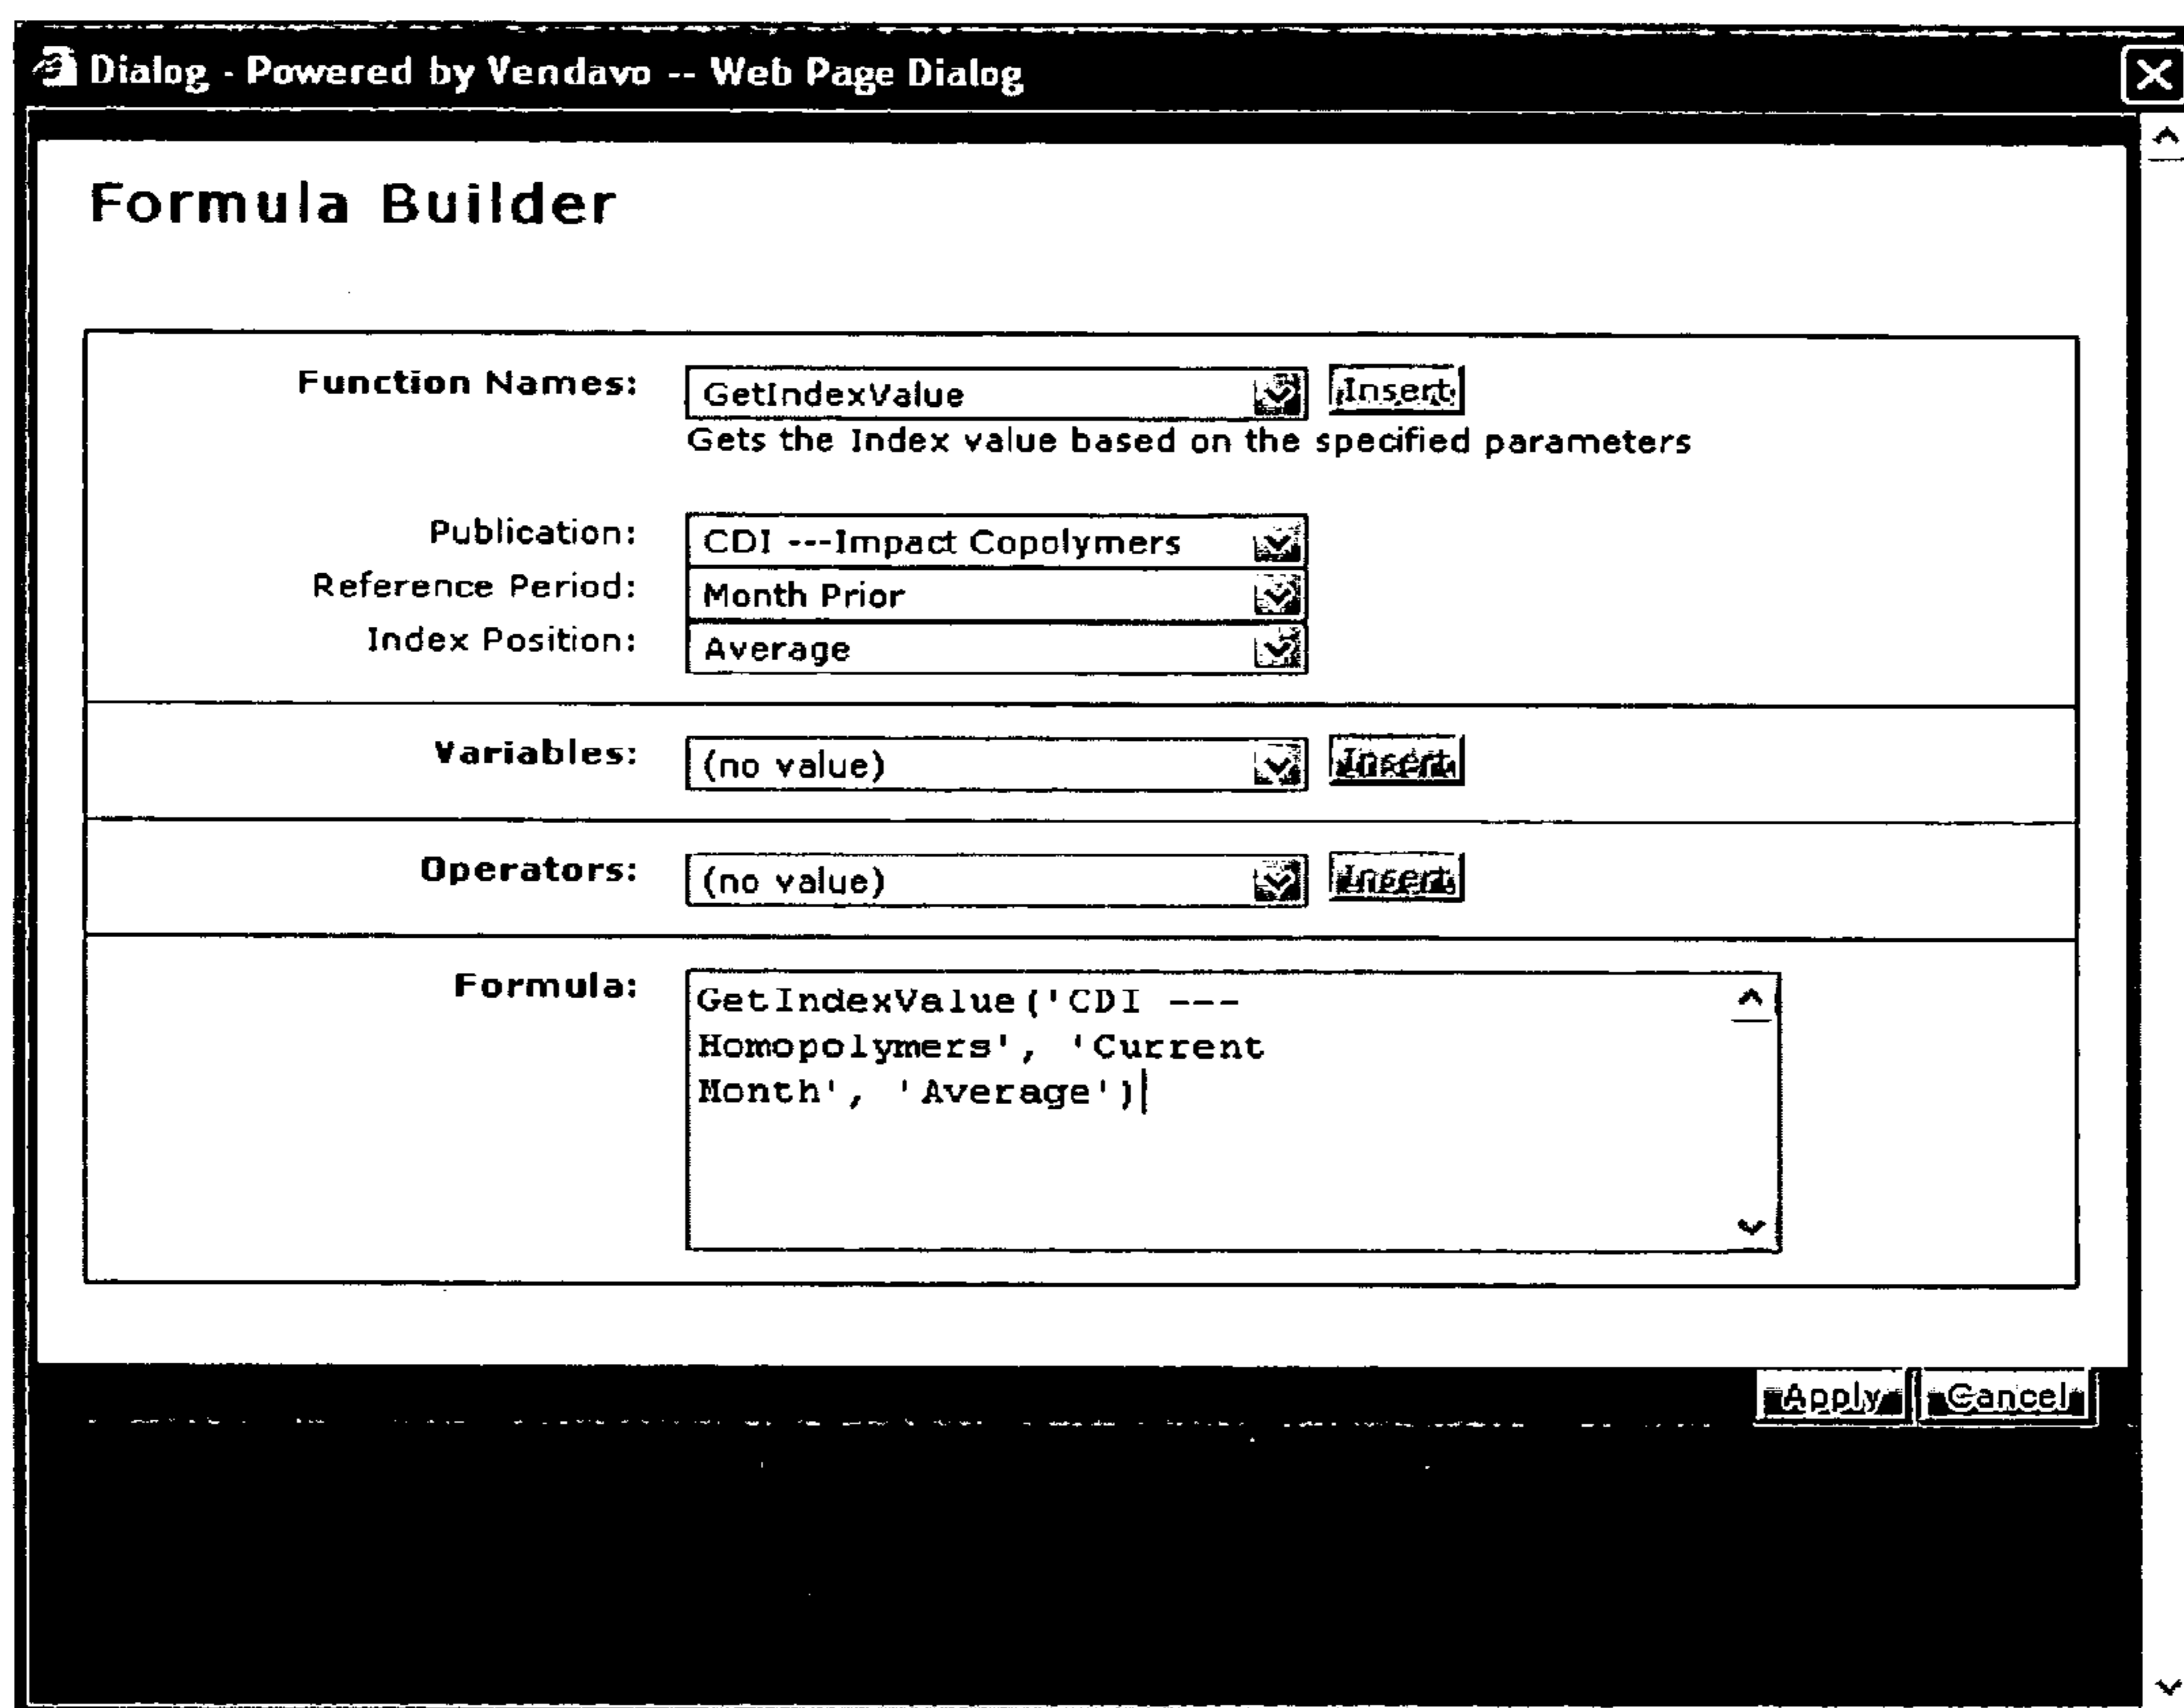 Dialog - Powered by Vendavo -- Web Page Dialog
Formula Builder
Function Names: GetIndexValue Insert
Gets the Index value based on the specified parameters
Publication: CDI ---Impact Copolymers
Reference Period: Month Prior
Index Position: Average
Variables: (no value) Insert
Operators: (no value) Insert
Formula: GetIndexValue('CDI ---
Homopolymers', 'Current
Month', 'Average')
Apply Cancel